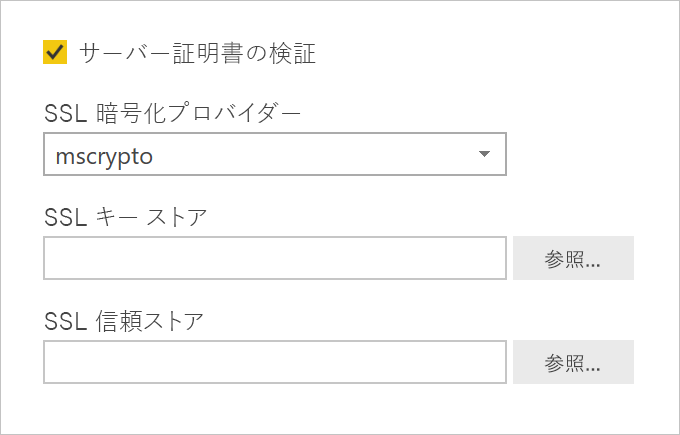 サーバー証明書の検証
SSL 暗号化プロバイダー
mscrypto
SSL キー ストア
参照...
SSL 信頼ストア
参照...